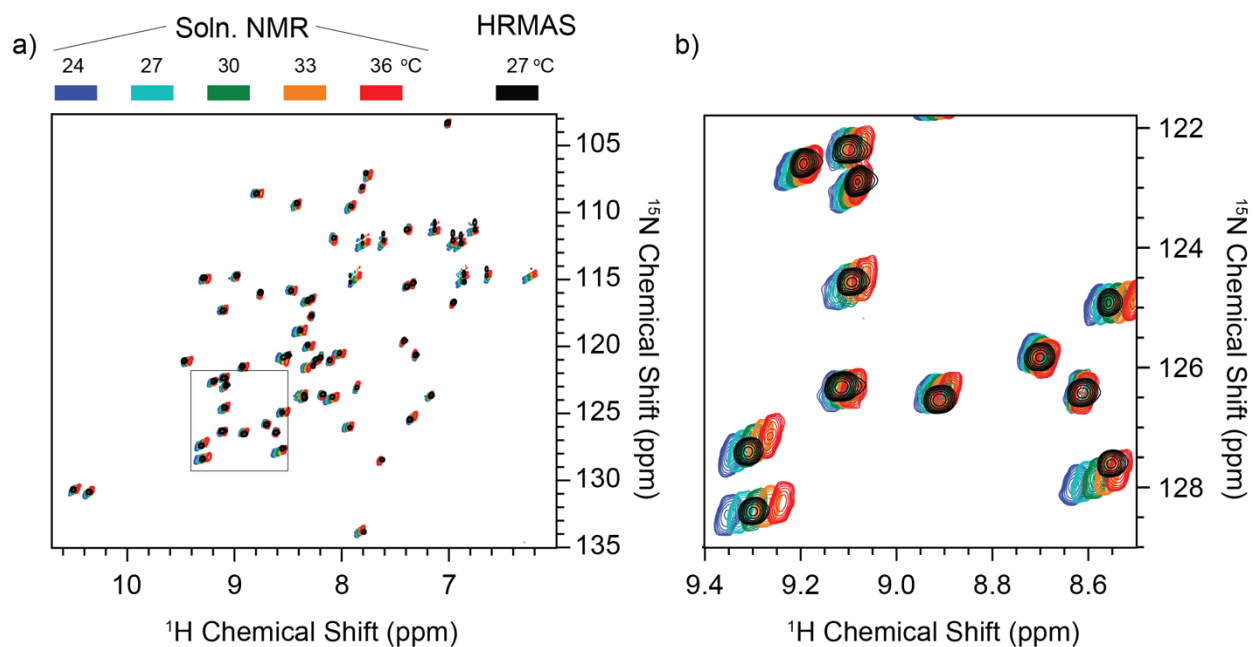 a)
Soln. NMR
HRMAS
24 27 30 33 36 ºC 27 ºC
105
110
115
120
125
130
135
15N Chemical Shift (ppm)
10 9 8 7
1H Chemical Shift (ppm)
b)
122
124
126
128
15N Chemical Shift (ppm)
9.4 9.2 9.0 8.8 8.6
1H Chemical Shift (ppm)